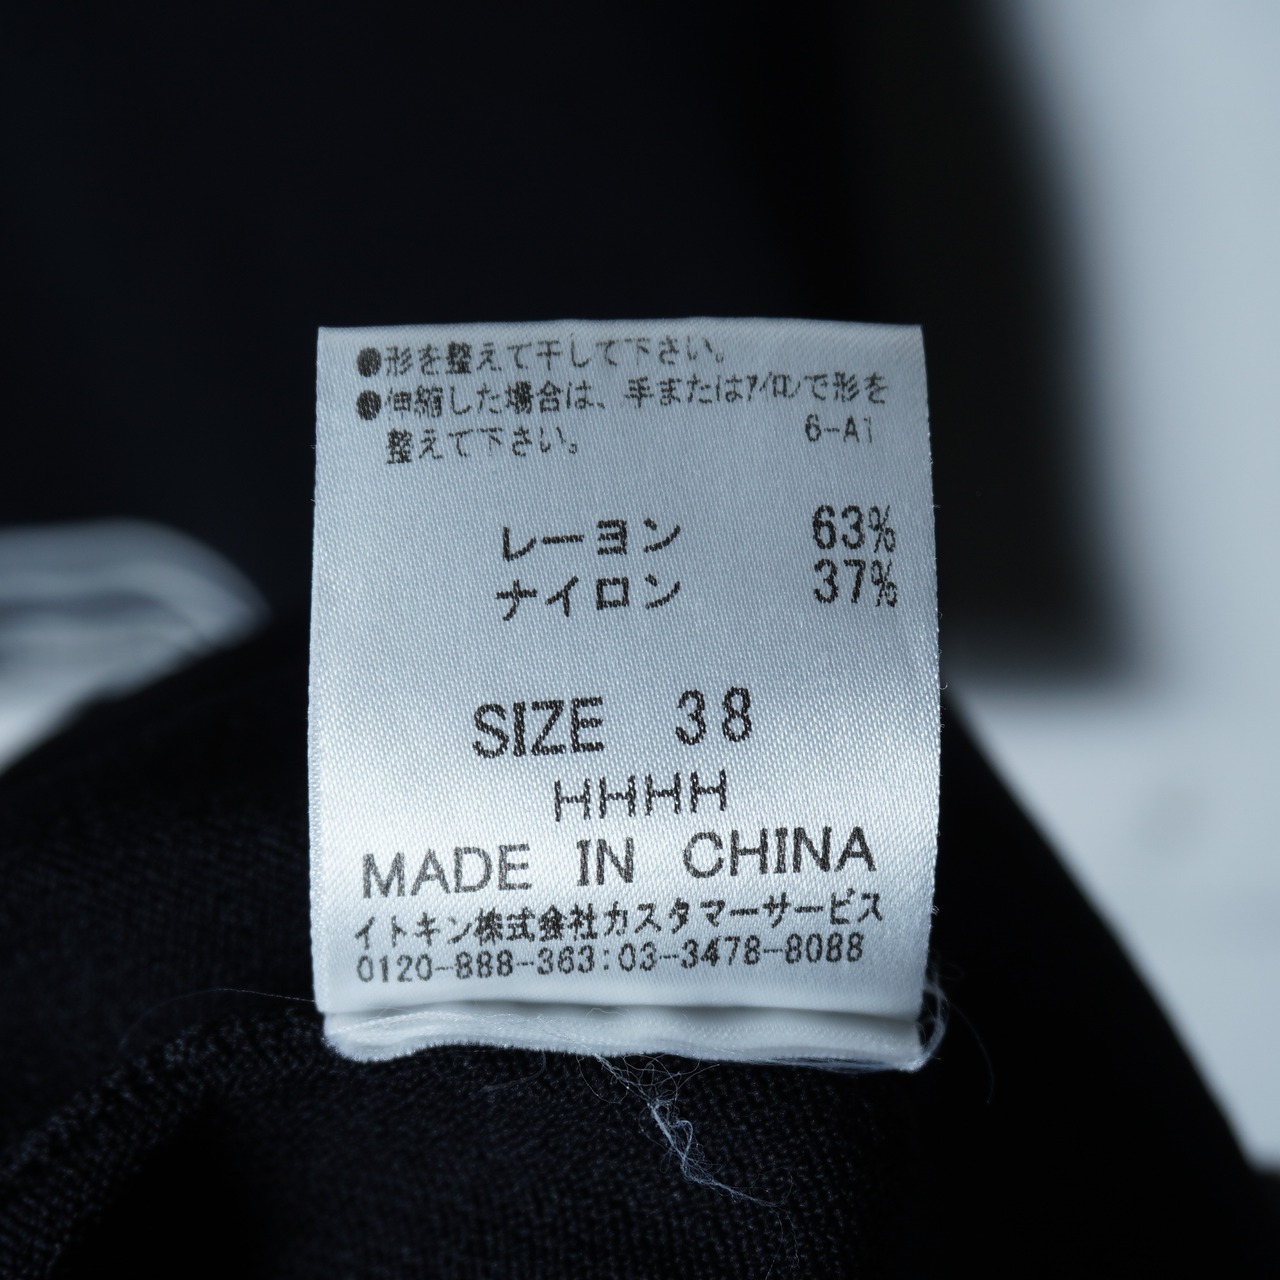 ●形を整えて干して下さい。
●伸縮した場合は、手またはｱｲﾛﾝで形を
整えて下さい。 6-A1
レーヨン 63%
ナイロン 37%
SIZE 38
HHHH
MADE IN CHINA
イトキン株式会社カスタマーサービス
0120-888-363:03-3478-8088